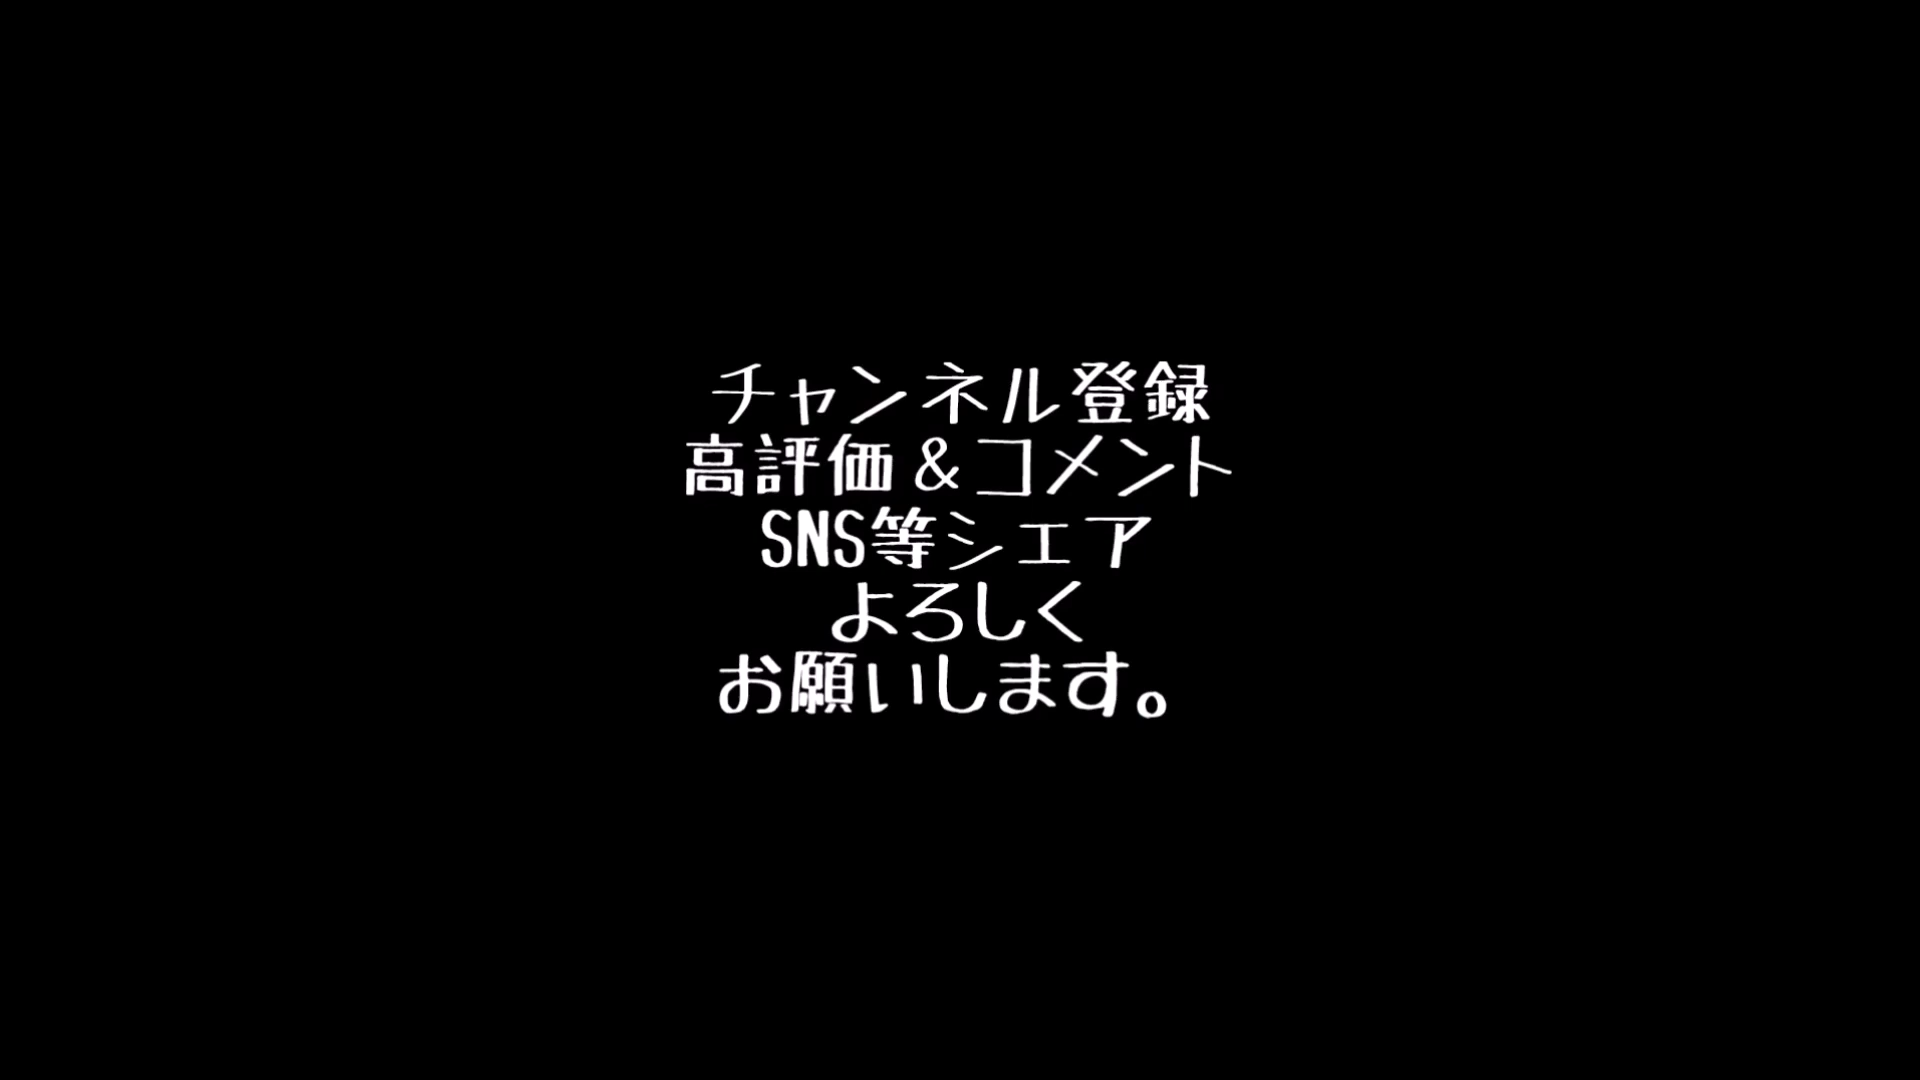 チャンネル登録
高評価＆コメント
SNS等シェア
よろしく
お願いします。